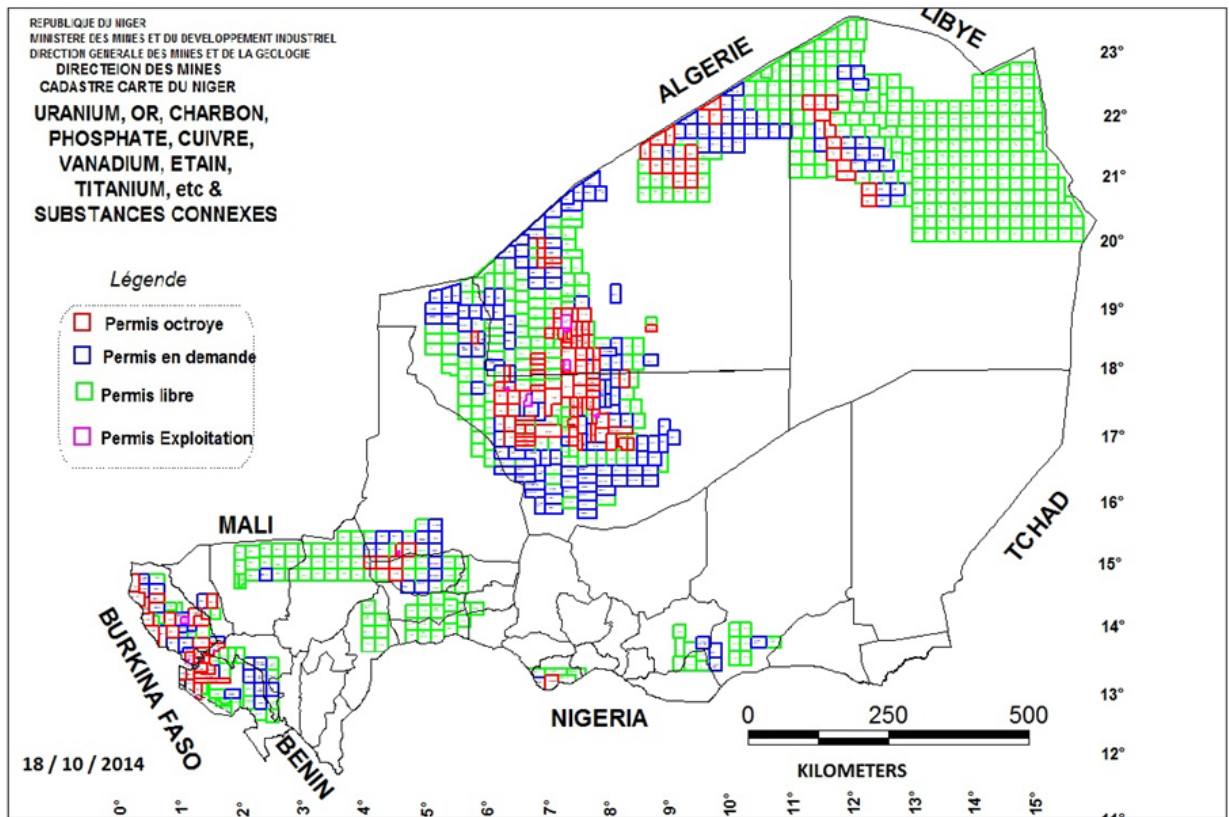 REPUBLIQUE DU NIGER
MINISTERE DES MINES ET DU DEVELOPPEMENT INDUSTRIEL
DIRECTION GENERALE DES MINES ET DE LA GEOLOGIE
DIRECTEION DES MINES
CADASTRE CARTE DU NIGER
URANIUM, OR, CHARBON,
PHOSPHATE, CUIVRE,
VANADIUM, ETAIN,
TITANIUM, etc &
SUBSTANCES CONNEXES
Légende
Permis octroye
Permis en demande
Permis libre
Permis Exploitation
ALGERIE
LIBYE
MALI
TCHAD
BURKINA FASO
BENIN
NIGERIA
23°
22°
21°
20°
19°
18°
17°
16°
15°
14°
13°
12°
0 250 500
KILOMETERS
18 / 10 / 2014
0° 1° 2° 3° 4° 5° 6° 7° 8° 9° 10° 11° 12° 13° 14° 15°